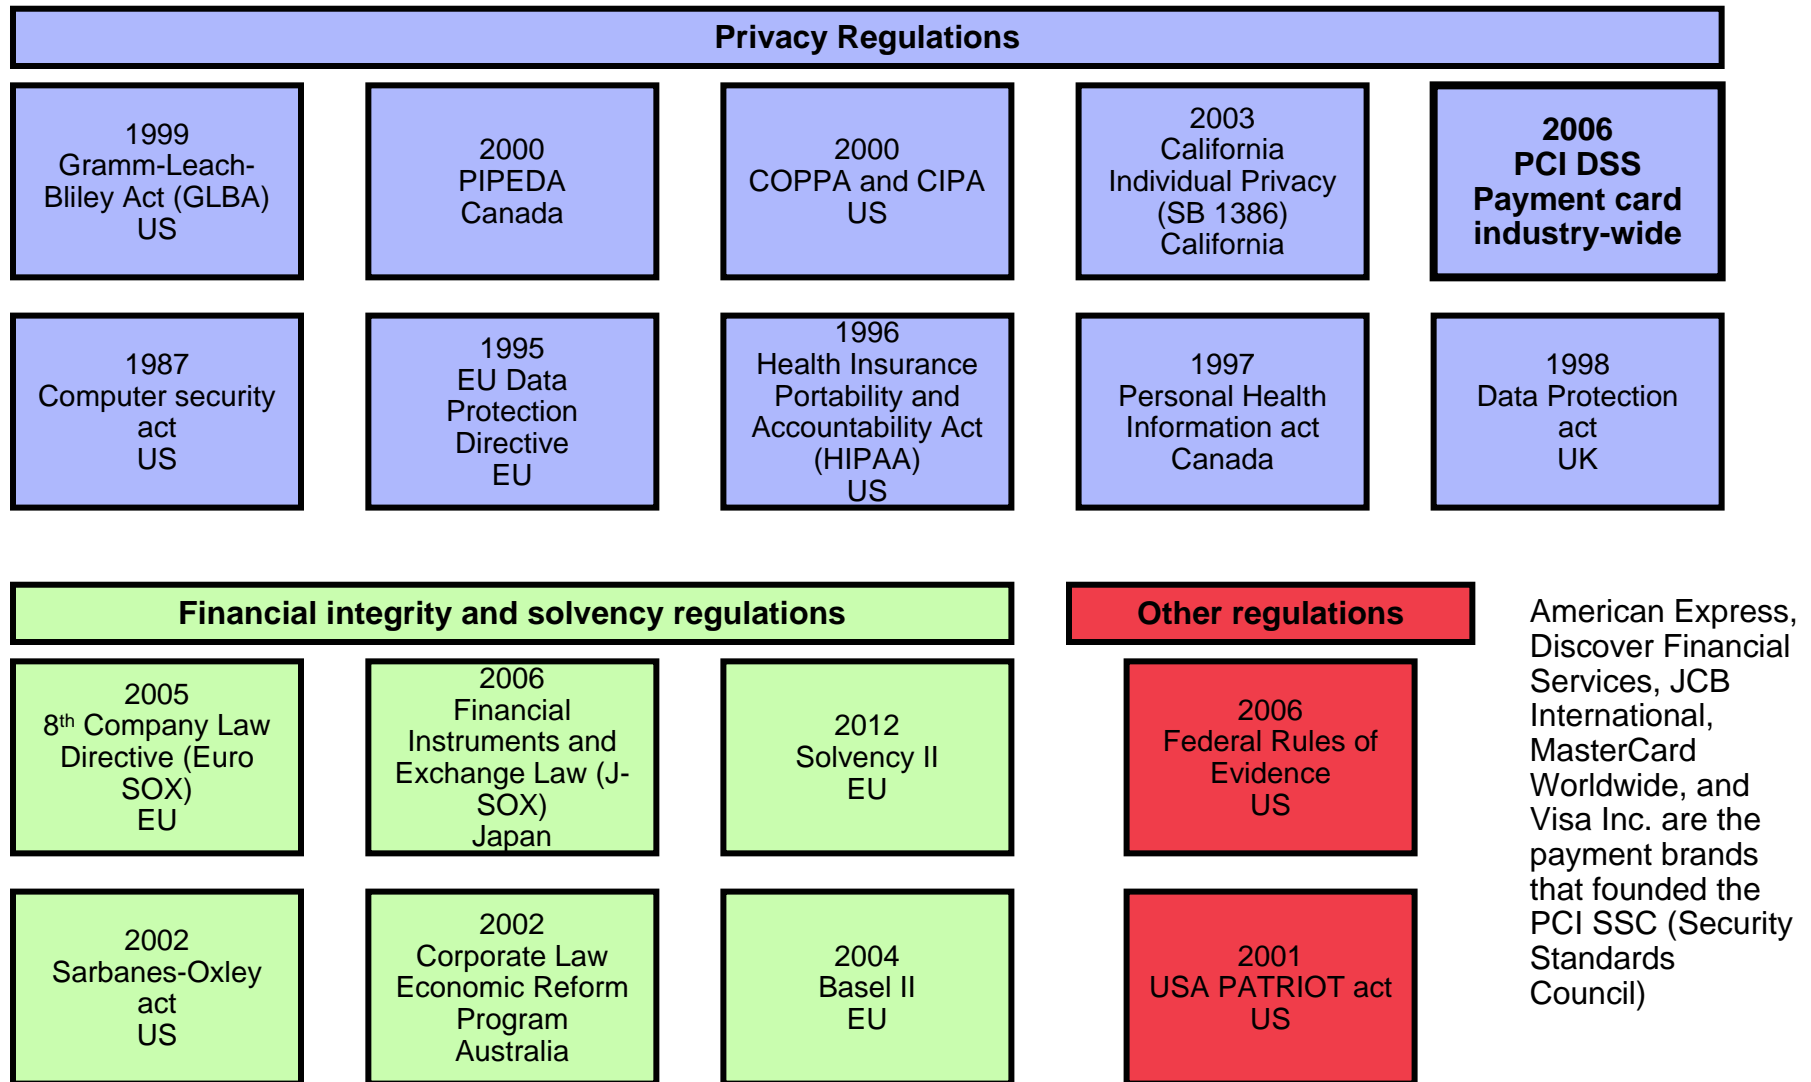 Privacy Regulations
1999
Gramm-Leach-
Bliley Act (GLBA)
US
2000
PIPEDA
Canada
2000
COPPA and CIPA
US
2003
California
Individual Privacy
(SB 1386)
California
2006
PCI DSS
Payment card
industry-wide
1987
Computer security
act
US
1995
EU Data
Protection
Directive
EU
1996
Health Insurance
Portability and
Accountability Act
(HIPAA)
US
1997
Personal Health
Information act
Canada
1998
Data Protection
act
UK
Financial integrity and solvency regulations
2005
8th Company Law
Directive (Euro
SOX)
EU
2006
Financial
Instruments and
Exchange Law (J-
SOX)
Japan
2012
Solvency II
EU
2002
Sarbanes-Oxley
act
US
2002
Corporate Law
Economic Reform
Program
Australia
2004
Basel II
EU
Other regulations
2006
Federal Rules of
Evidence
US
2001
USA PATRIOT act
US
American Express,
Discover Financial
Services, JCB
International,
MasterCard
Worldwide, and
Visa Inc. are the
payment brands
that founded the
PCI SSC (Security
Standards
Council)